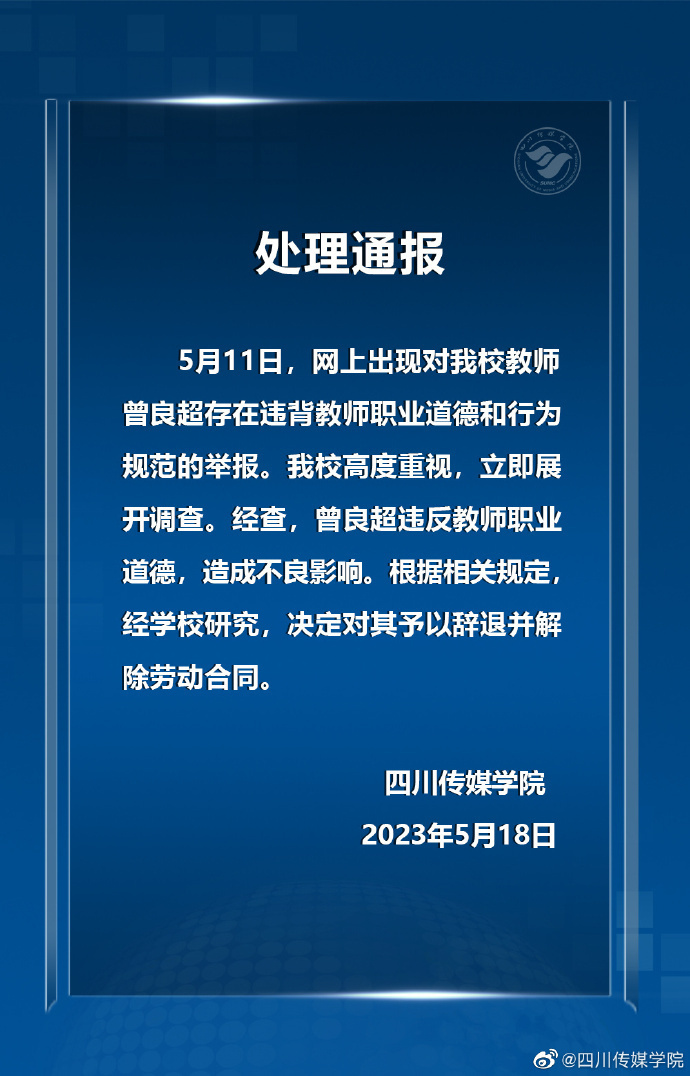 处理通报
5月11日，网上出现对我校教师
曾良超存在违背教师职业道德和行为
规范的举报。我校高度重视，立即展
开调查。经查，曾良超违反教师职业
道德，造成不良影响。根据相关规定，
经学校研究，决定对其予以辞退并解
除劳动合同。
四川传媒学院
2023年5月18日
@四川传媒学院